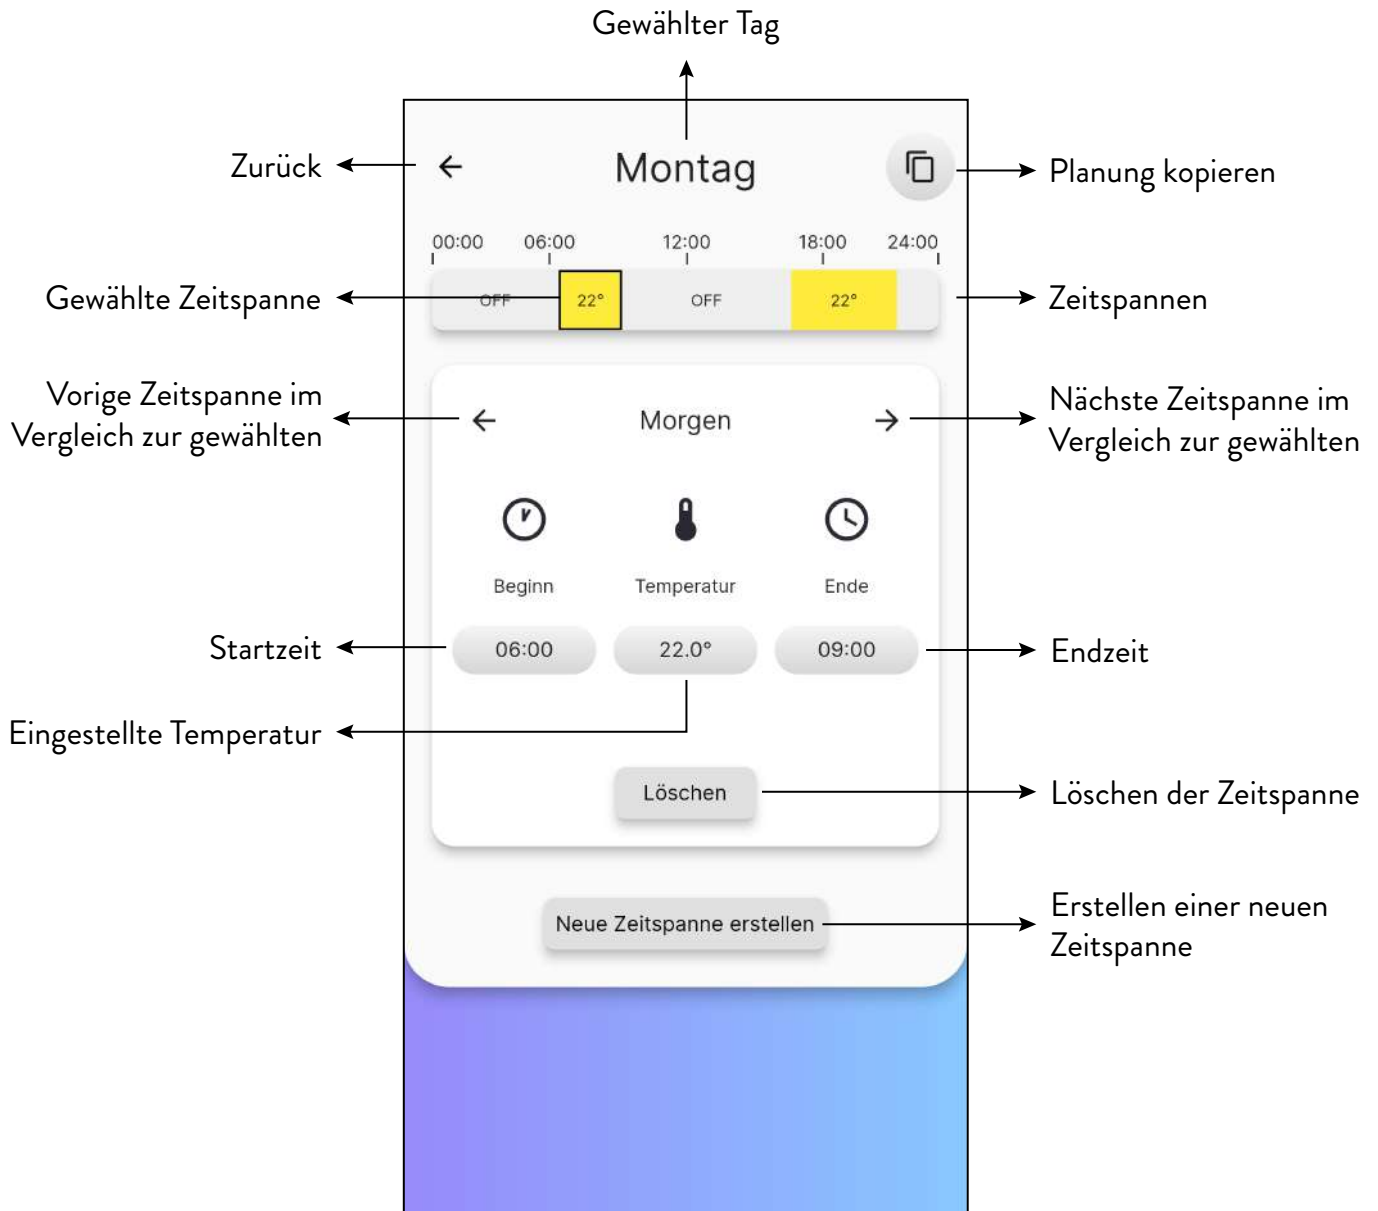 Gewählter Tag
Zurück
Montag
Planung kopieren
00:00 06:00 12:00 18:00 24:00
Gewählte Zeitspanne
OFF 22° OFF 22°
Zeitspannen
Vorige Zeitspanne im
Vergleich zur gewählten
Morgen
Nächste Zeitspanne im
Vergleich zur gewählten
Beginn Temperatur Ende
Startzeit
06:00 22.0° 09:00
Endzeit
Eingestellte Temperatur
Löschen
Löschen der Zeitspanne
Neue Zeitspanne erstellen
Erstellen einer neuen
Zeitspanne